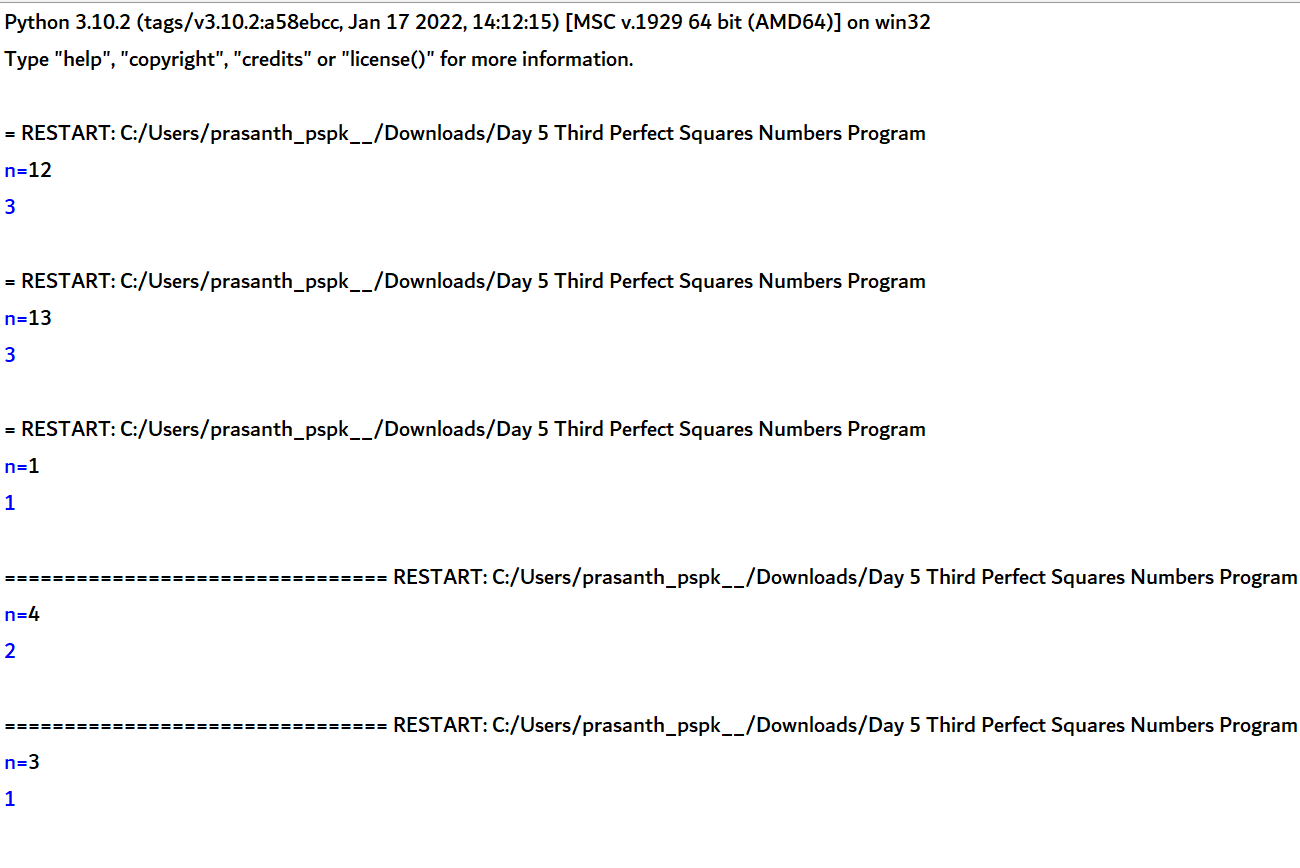 Python 3.10.2 (tags/v3.10.2:a58ebcc, Jan 17 2022, 14:12:15) [MSC v.1929 64 bit (AMD64)] on win32
Type "help", "copyright", "credits" or "license()" for more information.
= RESTART: C:/Users/prasanth_pspk__/Downloads/Day 5 Third Perfect Squares Numbers Program
n=12
3
= RESTART: C:/Users/prasanth_pspk__/Downloads/Day 5 Third Perfect Squares Numbers Program
n=13
3
= RESTART: C:/Users/prasanth_pspk__/Downloads/Day 5 Third Perfect Squares Numbers Program
n=1
1
================================ RESTART: C:/Users/prasanth_pspk__/Downloads/Day 5 Third Perfect Squares Numbers Program
n=4
2
================================ RESTART: C:/Users/prasanth_pspk__/Downloads/Day 5 Third Perfect Squares Numbers Program
n=3
1